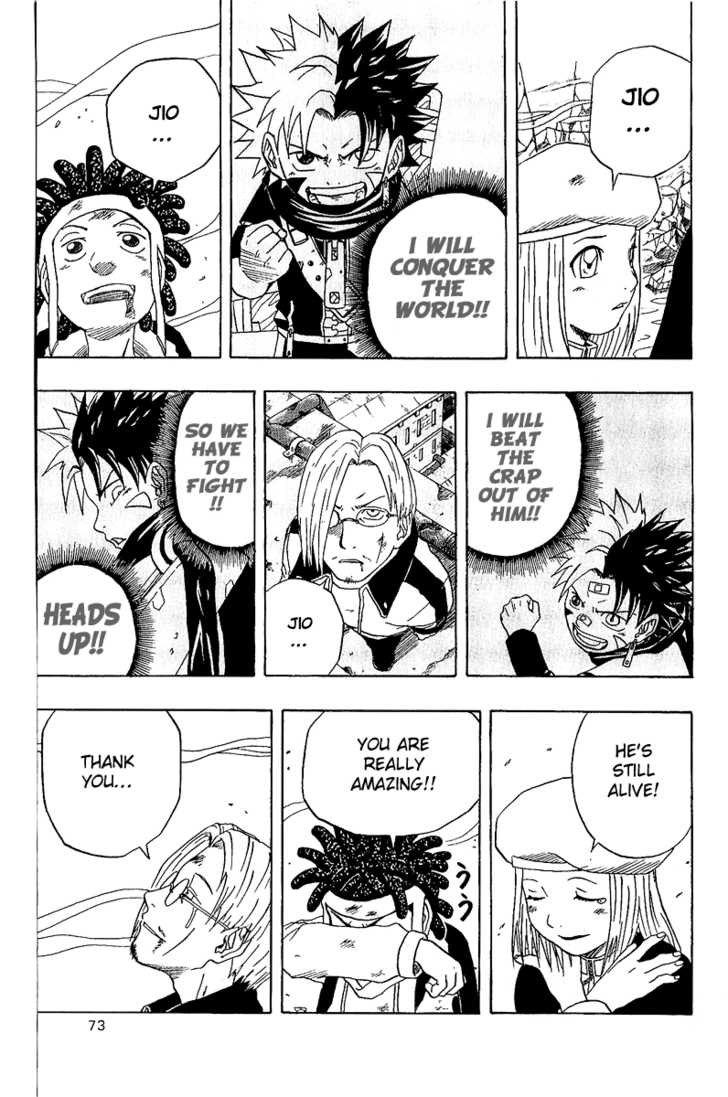 JIO
...
I WILL
CONQUER
THE
WORLD!!
JIO
...
I WILL
BEAT
THE
CRAP
OUT OF
HIM!!
JIO
...
SO WE
HAVE
TO
FIGHT
!!
HEADS
UP!!
HE'S
STILL
ALIVE!
YOU ARE
REALLY
AMAZING!!
うう
THANK
YOU...
73